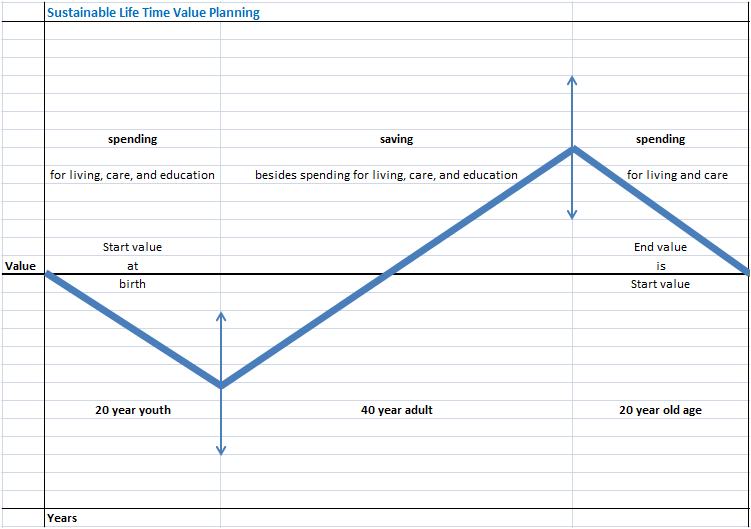 Sustainable Life Time Value Planning
spending
saving
spending
for living, care, and education
besides spending for living, care, and education
for living and care
Start value
at
birth
End value
is
Start value
Value
20 year youth
40 year adult
20 year old age
Years